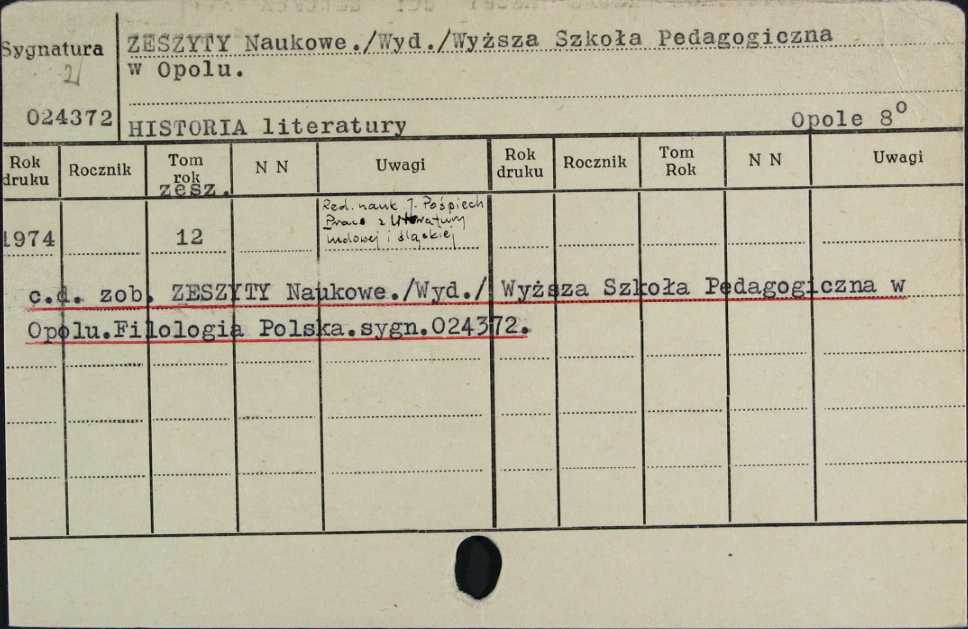 Sygnatura
ZESZYTY Naukowe./Wyd./Wyższa Szkoła Pedagogiczna
w Opolu.
024372
HISTORIA literatury
Opole 8°
Rok druku
Rocznik
Tom rok zesz.
N N
Uwagi
Rok druku
Rocznik
Tom Rok
N N
Uwagi
1974
12
Red. nauk J. Pośpiech
Prace z literatury
ludowej i śląskiej
c.d. zob. ZESZYTY Naukowe./Wyd./ Wyższa Szkoła Pedagogiczna w
Opolu.Filologia Polska.sygn.024372.